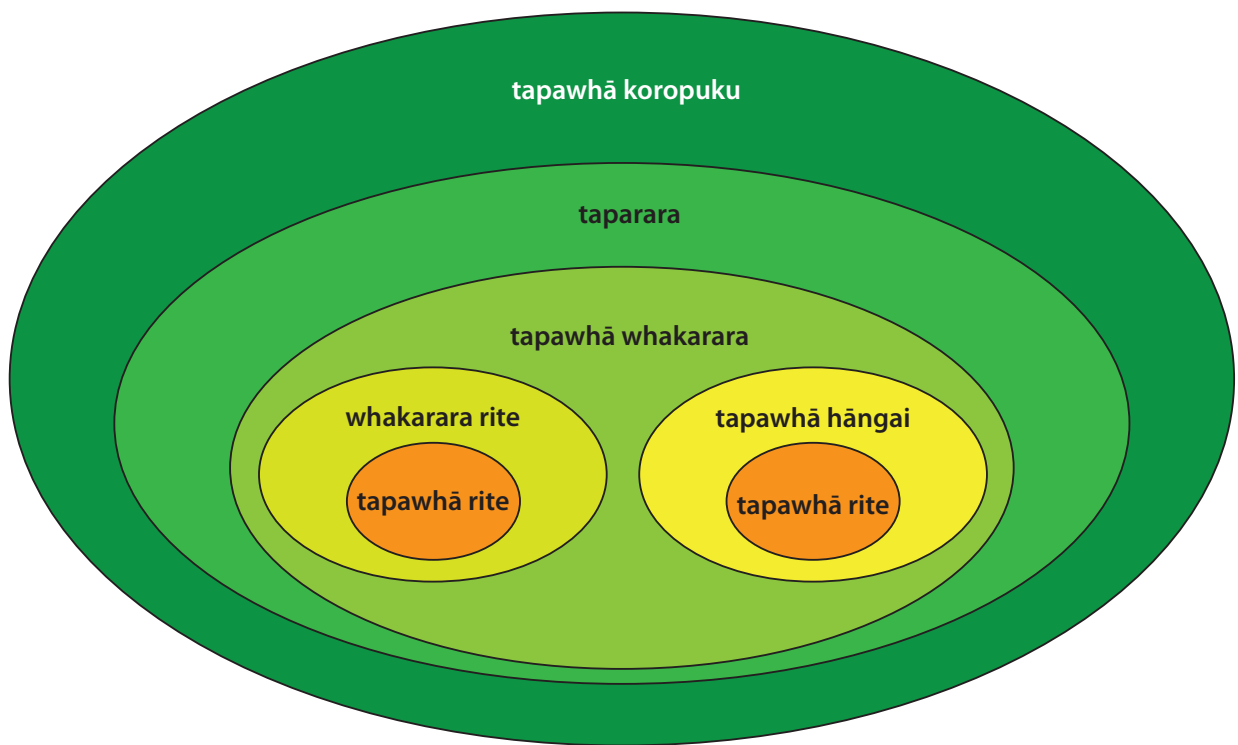 tapawhā koropuku
taparara
tapawhā whakarara
whakarara rite
tapawhā hāngai
tapawhā rite
tapawhā rite